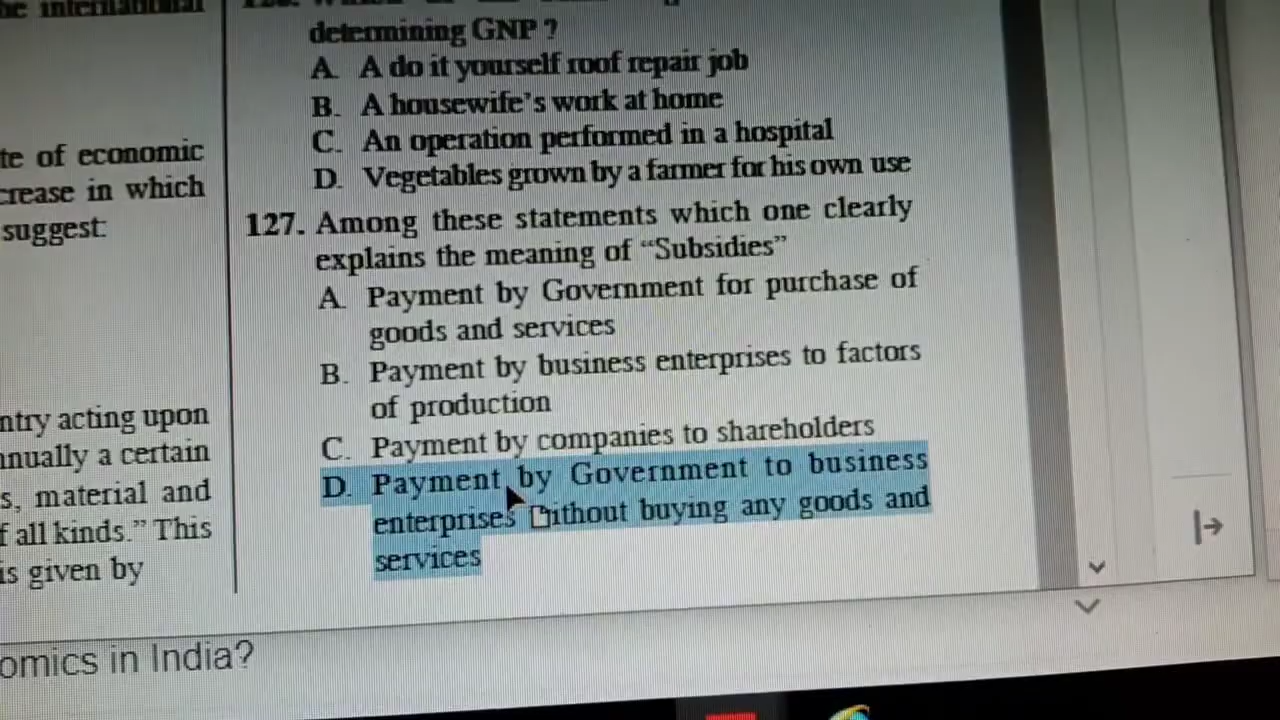 te of economic
crease in which
suggest:
ntry acting upon
nnually a certain
s, material and
f all kinds." This
is given by
determining GNP ?
A. A do it yourself roof repair job
B. A housewife's work at home
C. An operation performed in a hospital
D. Vegetables grown by a farmer for his own use
127. Among these statements which one clearly
explains the meaning of "Subsidies"
A. Payment by Government for purchase of
goods and services
B. Payment by business enterprises to factors
of production
C. Payment by companies to shareholders
D. Payment by Government to business
enterprises without buying any goods and
services
omics in India?